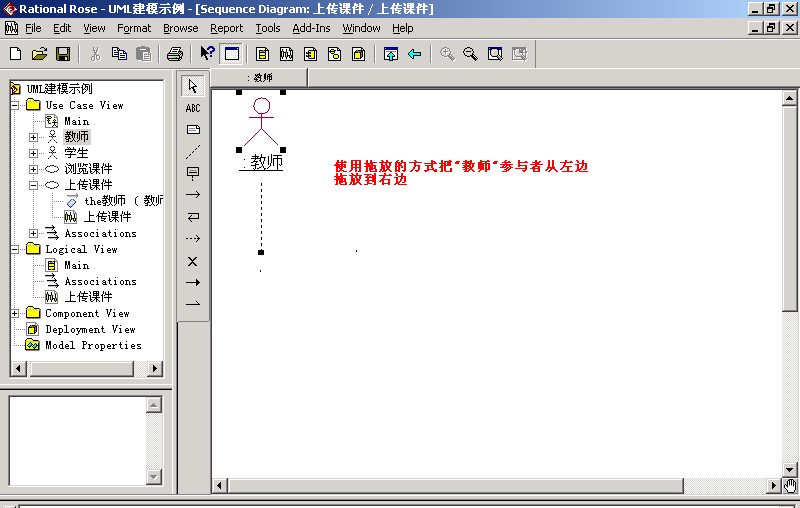 Rational Rose - UML建模示例 - [Sequence Diagram: 上传课件 / 上传课件]
File Edit View Format Browse Report Tools Add-Ins Window Help
UML建模示例
Use Case View
Main
教师
学生
浏览课件
上传课件
the教师 ( 教师
上传课件
Associations
Logical View
Main
Associations
上传课件
Component View
Deployment View
Model Properties
ABC
: 教师
: 教师
使用拖放的方式把"教师"参与者从左边
拖放到右边